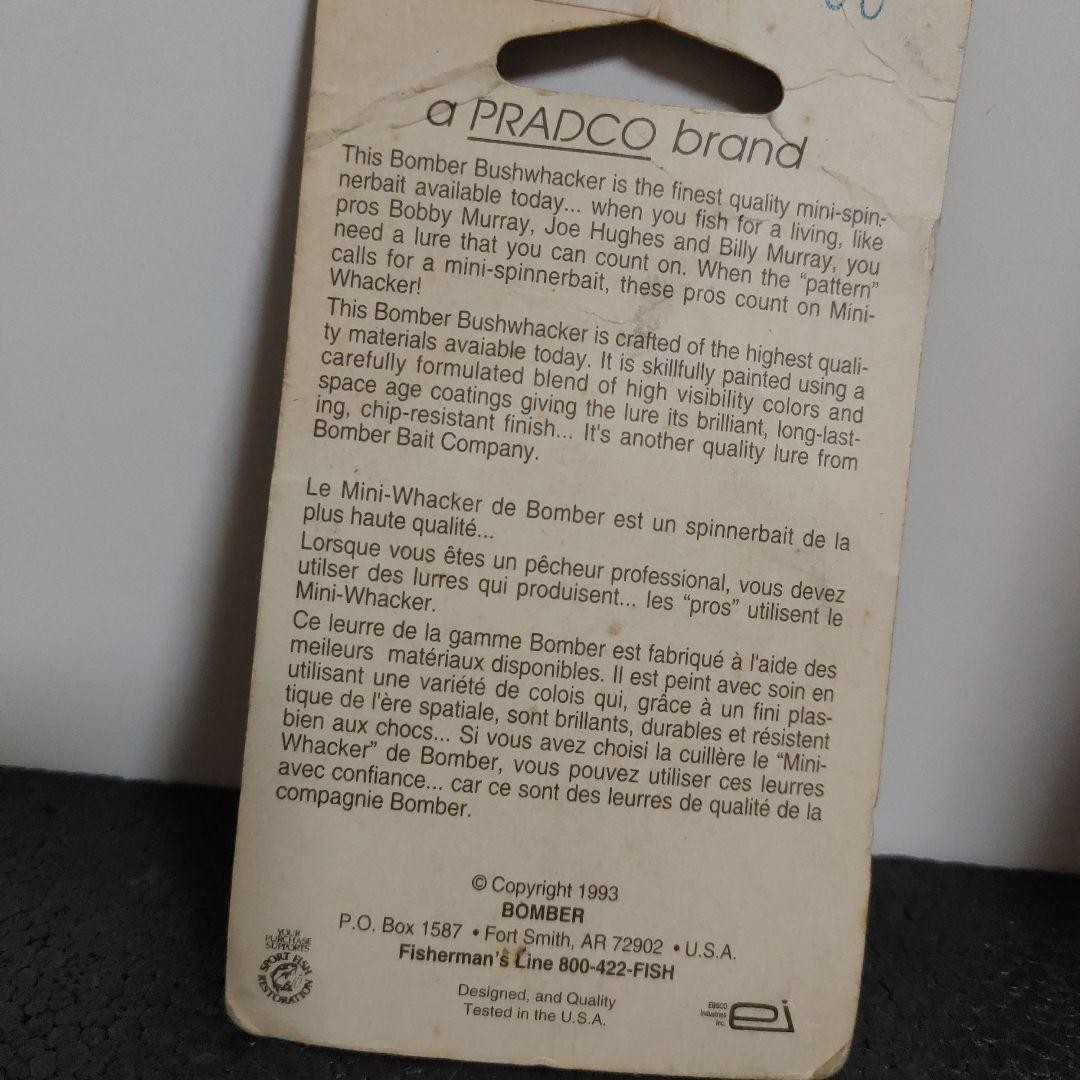 a PRADCO brand
This Bomber Bushwhacker is the finest quality mini-spin-
nerbait available today... when you fish for a living, like
pros Bobby Murray, Joe Hughes and Billy Murray, you
need a lure that you can count on. When the "pattern"
calls for a mini-spinnerbait, these pros count on Mini-
Whacker!
This Bomber Bushwhacker is crafted of the highest quali-
ty materials avaiable today. It is skillfully painted using a
carefully formulated blend of high visibility colors and
space age coatings giving the lure its brilliant, long-last-
ing, chip-resistant finish... It's another quality lure from
Bomber Bait Company.
Le Mini-Whacker de Bomber est un spinnerbait de la
plus haute qualité...
Lorsque vous êtes un pêcheur professional, vous devez
utilser des lurres qui produisent... les "pros" utilisent le
Mini-Whacker.
Ce leurre de la gamme Bomber est fabriqué à l'aide des
meileurs matériaux disponibles. Il est peint avec soin en
utilisant une variété de colois qui, grâce à un fini plas-
tique de l'ère spatiale, sont brillants, durables et résistent
bien aux chocs... Si vous avez choisi la cuillère le "Mini-
Whacker" de Bomber, vous pouvez utiliser ces leurres
avec confiance... car ce sont des leurres de qualité de la
compagnie Bomber.
© Copyright 1993
BOMBER
P.O. Box 1587 • Fort Smith, AR 72902 • U.S.A.
Fisherman's Line 800-422-FISH
Designed, and Quality
Tested in the U.S.A.
YOUR
PURCHASE
SUPPORTS
SPORT FISH
RESTORATION
EBSCO
Industries
Inc.
ei